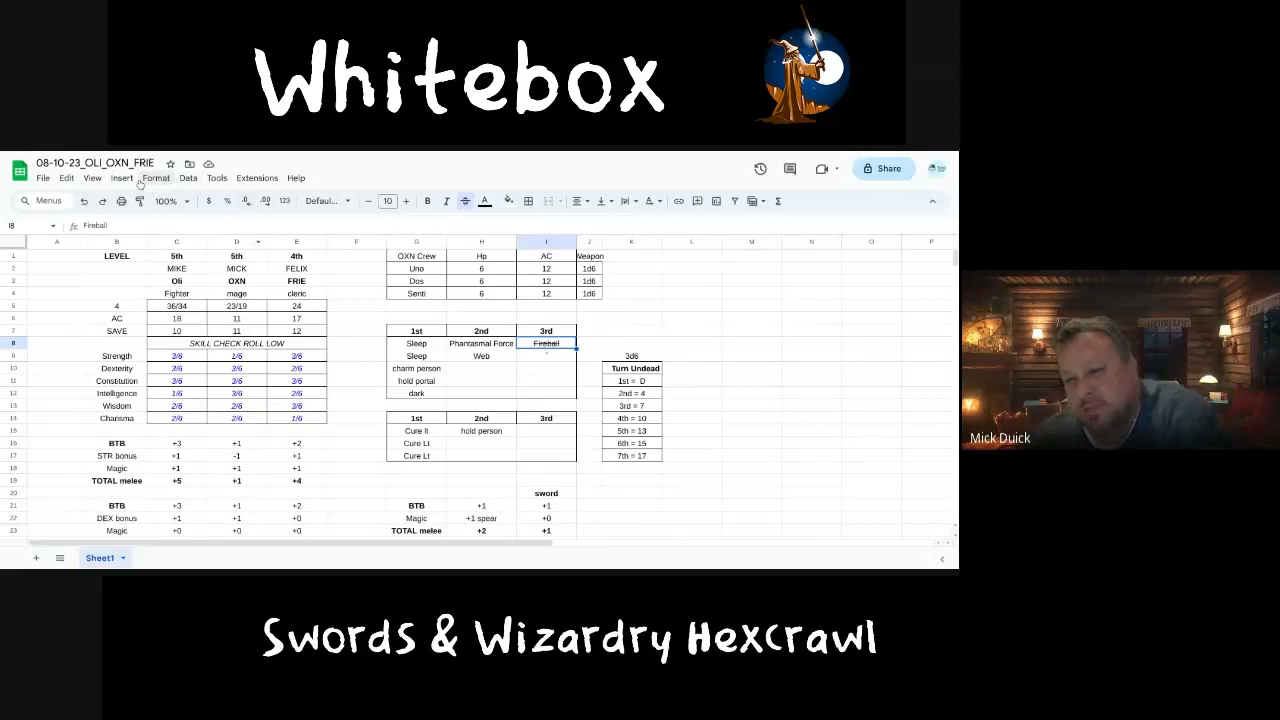 Whitebox
08-10-23_OLI_OXN_FRIE
File Edit View Insert Format Data Tools Extensions Help
Share
Menus 100% $ % .0 .00 123 Defaul... 10 B I A
I8 fx Fireball
A B C D E F G H I J K L M N O P
1 LEVEL 5th 5th 4th OXN Crew Hp AC Weapon
2 MIKE MICK FELIX Uno 6 12 1d6
3 Oli OXN FRIE Dos 6 12 1d6
4 Fighter mage cleric Senti 6 12 1d6
5 4 36/34 23/19 24
6 AC 18 11 17
7 SAVE 10 11 12 1st 2nd 3rd
8 SKILL CHECK ROLL LOW Sleep Phantasmal Force Fireball
9 Strength 3/6 1/6 3/6 Sleep Web 3d6
10 Dexterity 3/6 3/6 2/6 charm person Turn Undead
11 Constitution 3/6 3/6 3/6 hold portal 1st = D
12 Intelligence 1/6 3/6 2/6 dark 2nd = 4
13 Wisdom 2/6 2/6 3/6 3rd = 7
14 Charisma 2/6 2/6 1/6 1st 2nd 3rd 4th = 10
15 Cure lt hold person 5th = 13
16 BTB +3 +1 +2 Cure Lt 6th = 15
17 STR bonus +1 -1 +1 Cure Lt 7th = 17
18 Magic +1 +1 +1
19 TOTAL melee +5 +1 +4
20 sword
21 BTB +3 +1 +2 BTB +1 +1
22 DEX bonus +1 +1 +0 Magic +1 spear +0
23 Magic +0 +0 +0 TOTAL melee +2 +1
Sheet1
Mick Duick
Swords & Wizardry Hexcrawl